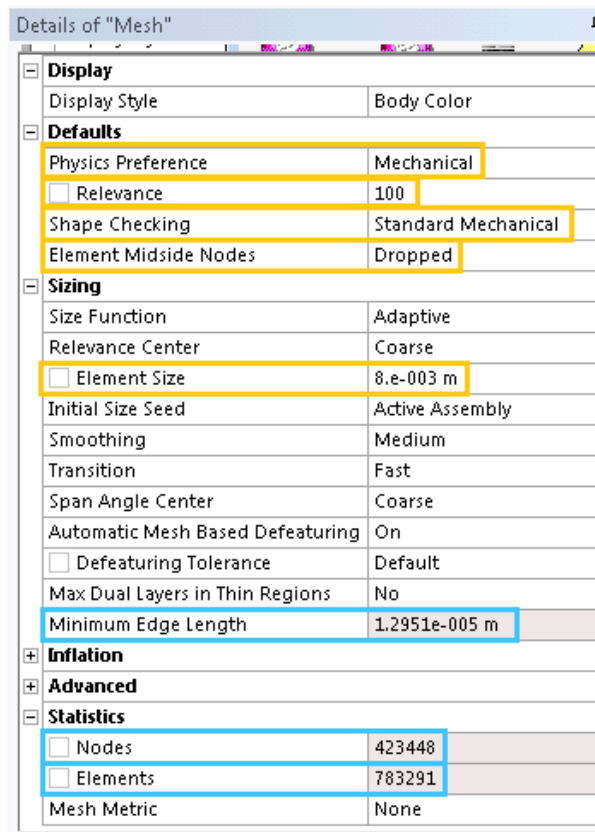 Details of "Mesh"
Display
Display Style Body Color
Defaults
Physics Preference Mechanical
Relevance 100
Shape Checking Standard Mechanical
Element Midside Nodes Dropped
Sizing
Size Function Adaptive
Relevance Center Coarse
Element Size 8.e-003 m
Initial Size Seed Active Assembly
Smoothing Medium
Transition Fast
Span Angle Center Coarse
Automatic Mesh Based Defeaturing On
Defeaturing Tolerance Default
Max Dual Layers in Thin Regions No
Minimum Edge Length 1.2951e-005 m
Inflation
Advanced
Statistics
Nodes 423448
Elements 783291
Mesh Metric None